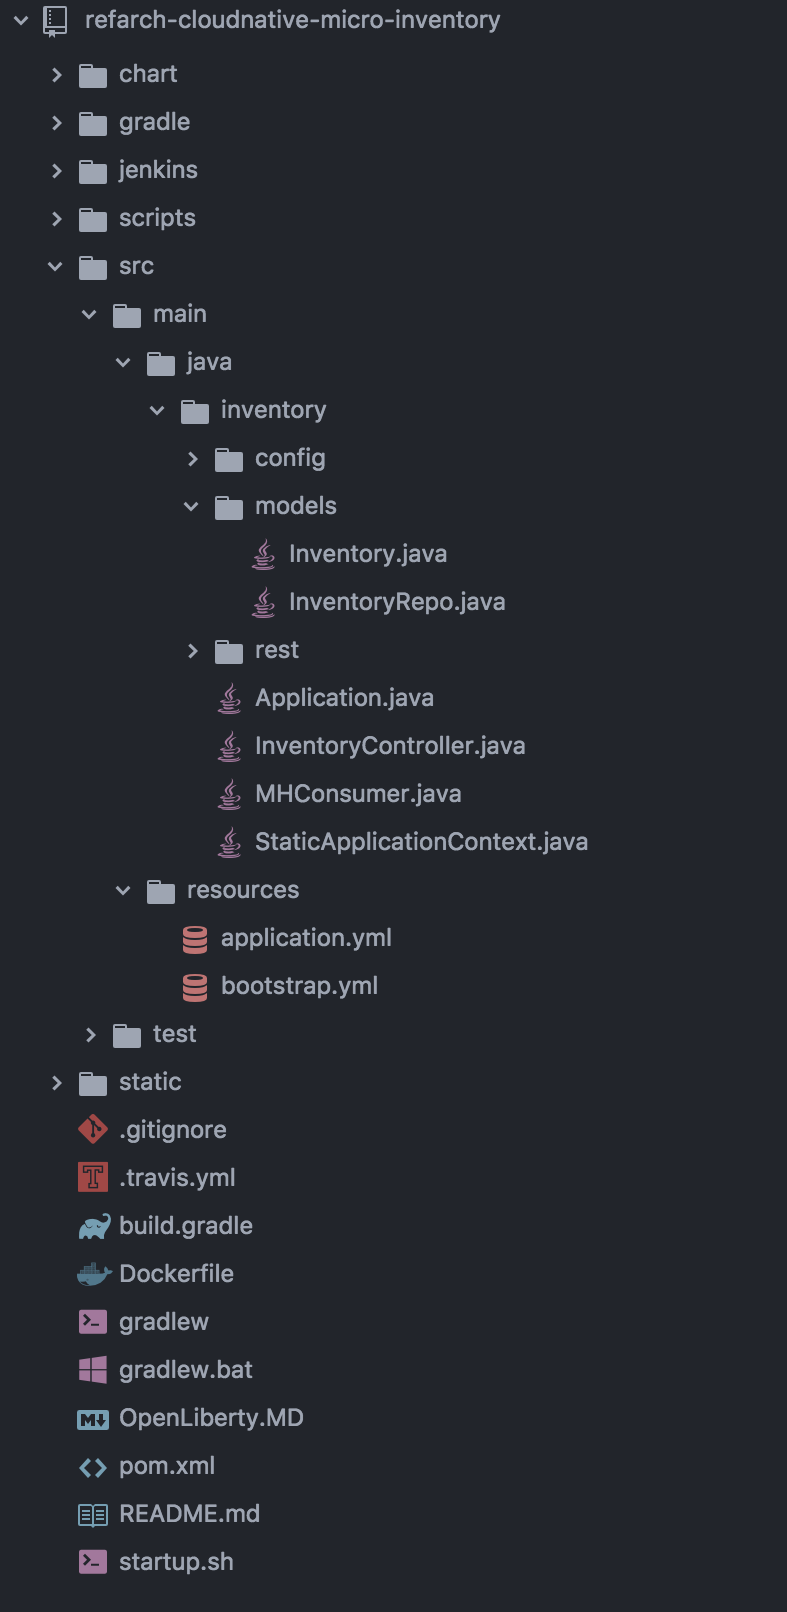 refarch-cloudnative-micro-inventory
chart
gradle
jenkins
scripts
src
main
java
inventory
config
models
Inventory.java
InventoryRepo.java
rest
Application.java
InventoryController.java
MHConsumer.java
StaticApplicationContext.java
resources
application.yml
bootstrap.yml
test
static
.gitignore
.travis.yml
build.gradle
Dockerfile
gradlew
gradlew.bat
OpenLiberty.MD
pom.xml
README.md
startup.sh